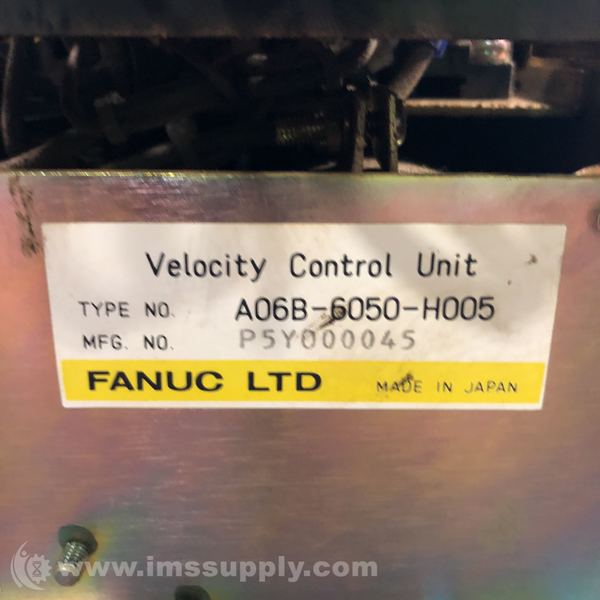 Velocity Control Unit
TYPE NO. A06B-6050-H005
MFG. NO. P5Y000045
FANUC LTD MADE IN JAPAN
www.imssupply.com